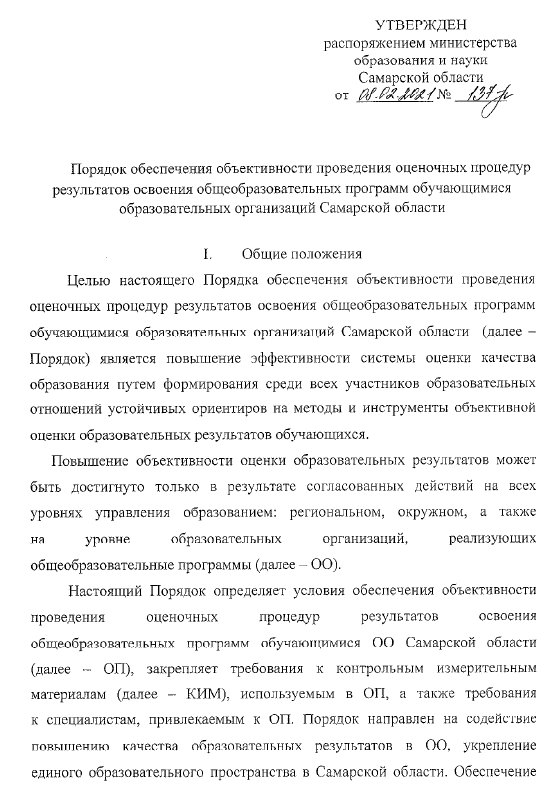 УТВЕРЖДЕН
распоряжением министерства
образования и науки
Самарской области
от 08.02.2021 № 137-р
Порядок обеспечения объективности проведения оценочных процедур
результатов освоения общеобразовательных программ обучающимися
образовательных организаций Самарской области
I. Общие положения
Целью настоящего Порядка обеспечения объективности проведения
оценочных процедур результатов освоения общеобразовательных программ
обучающимися образовательных организаций Самарской области (далее –
Порядок) является повышение эффективности системы оценки качества
образования путем формирования среди всех участников образовательных
отношений устойчивых ориентиров на методы и инструменты объективной
оценки образовательных результатов обучающихся.
Повышение объективности оценки образовательных результатов может
быть достигнуто только в результате согласованных действий на всех
уровнях управления образованием: региональном, окружном, а также
на уровне образовательных организаций, реализующих
общеобразовательные программы (далее – ОО).
Настоящий Порядок определяет условия обеспечения объективности
проведения оценочных процедур результатов освоения
общеобразовательных программ обучающимися ОО Самарской области
(далее – ОП), закрепляет требования к контрольным измерительным
материалам (далее – КИМ), используемым в ОП, а также требования
к специалистам, привлекаемым к ОП. Порядок направлен на содействие
повышению качества образовательных результатов в ОО, укрепление
единого образовательного пространства в Самарской области. Обеспечение